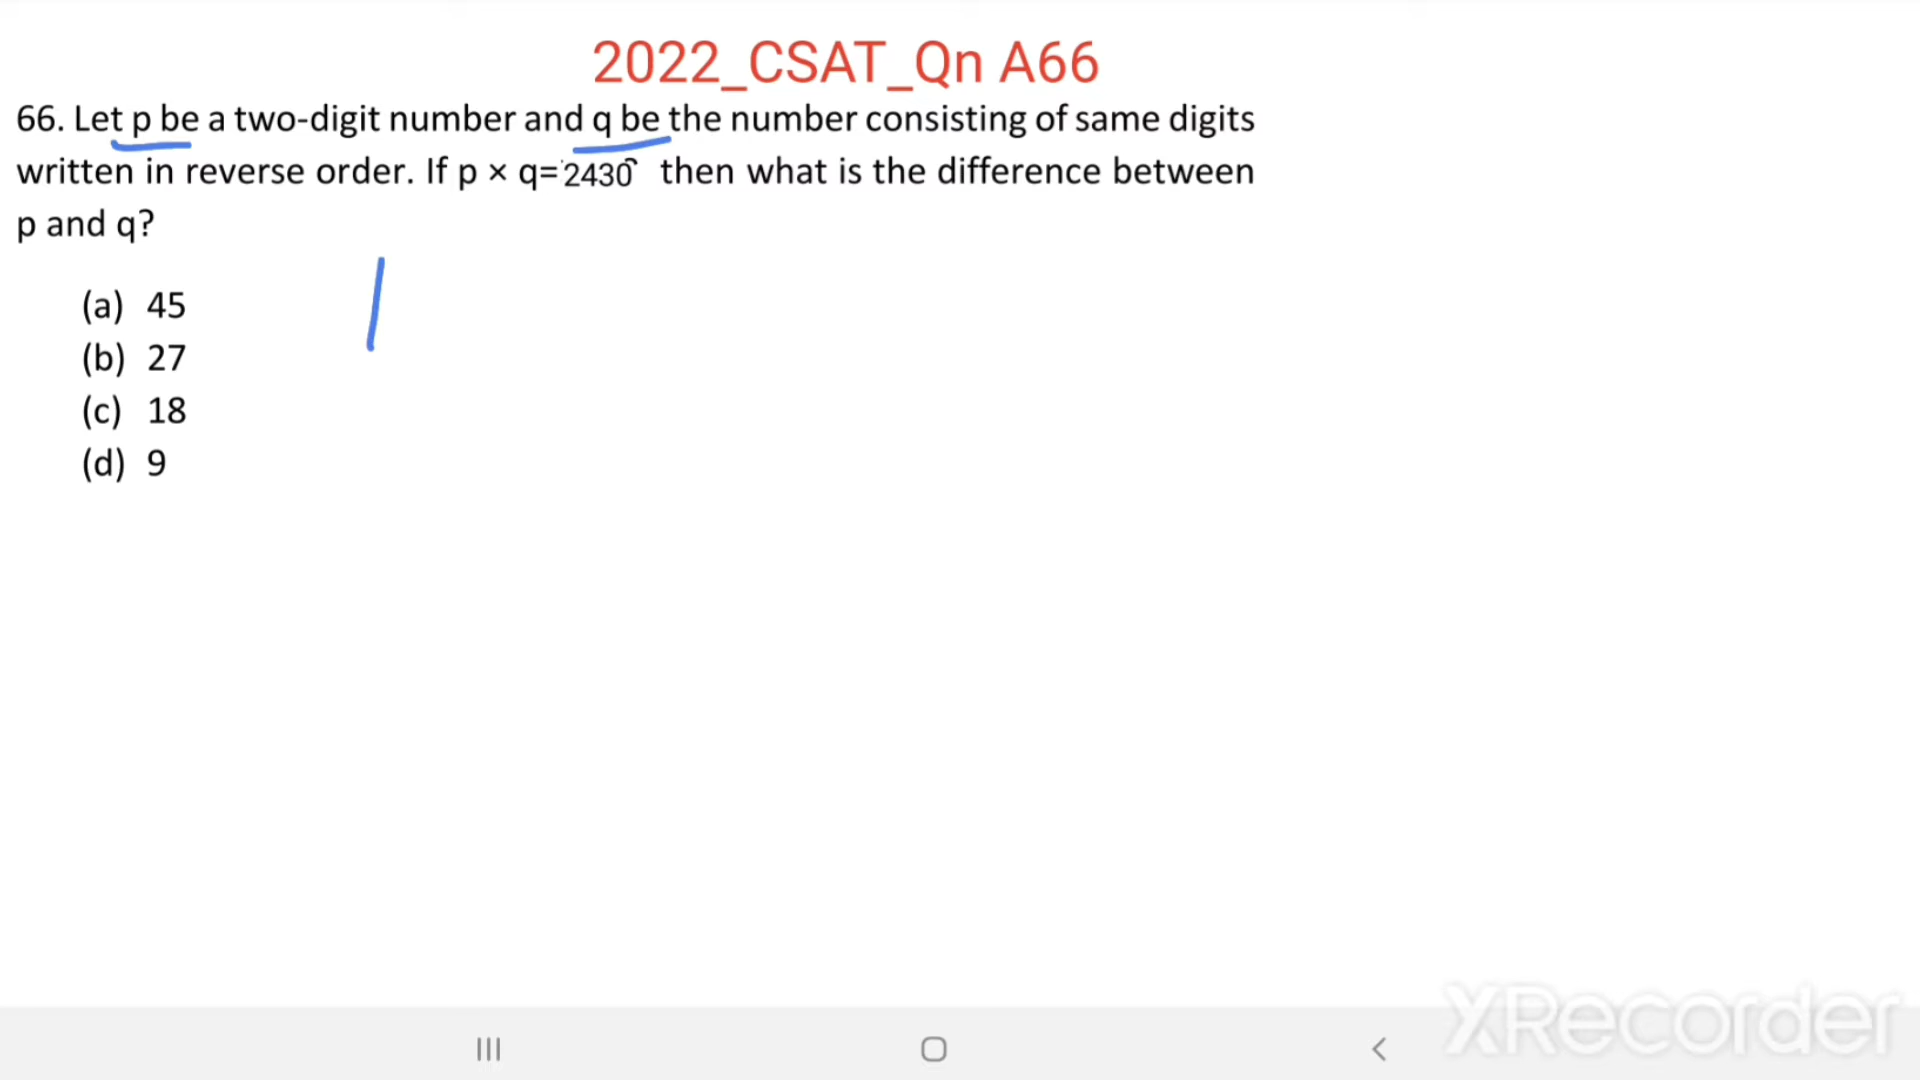 2022_CSAT_Qn A66
66. Let p be a two-digit number and q be the number consisting of same digits
written in reverse order. If p × q= 2430 then what is the difference between
p and q?
(a) 45
(b) 27
(c) 18
(d) 9
XRecorder